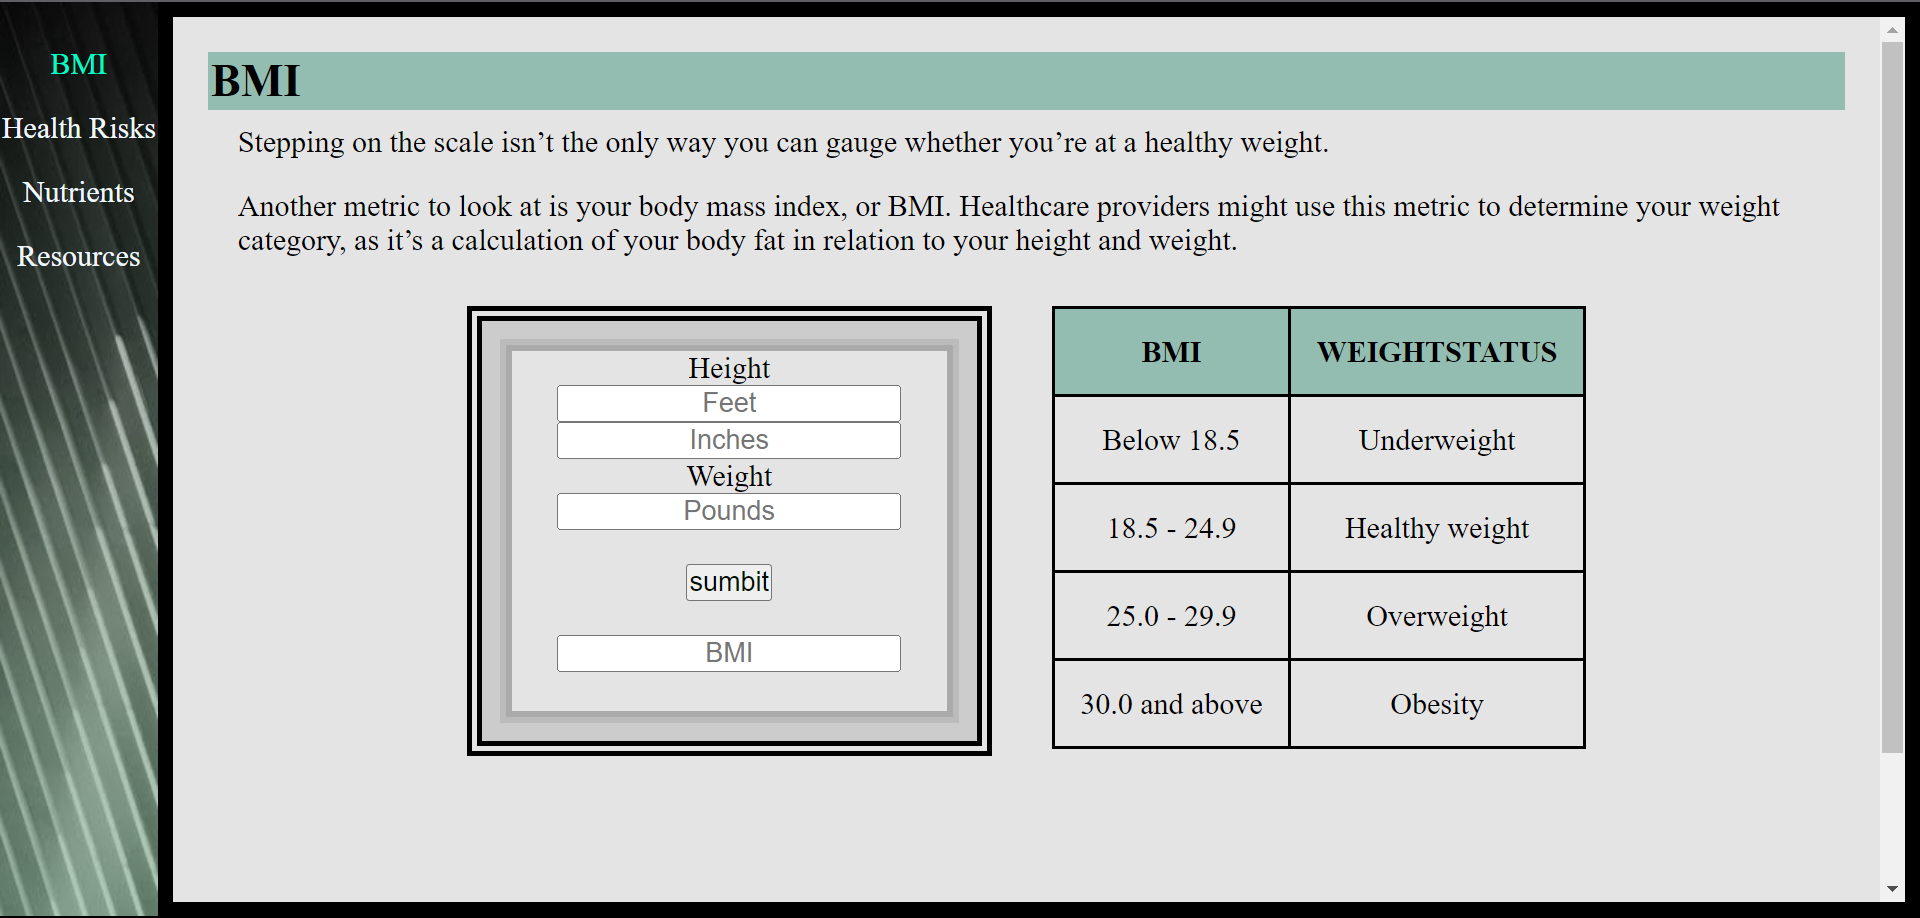 BMI
Health Risks
Nutrients
Resources
BMI
Stepping on the scale isn’t the only way you can gauge whether you’re at a healthy weight.
Another metric to look at is your body mass index, or BMI. Healthcare providers might use this metric to determine your weight
category, as it’s a calculation of your body fat in relation to your height and weight.
Height
Feet
Inches
Weight
Pounds
sumbit
BMI
BMI WEIGHTSTATUS
Below 18.5 Underweight
18.5 - 24.9 Healthy weight
25.0 - 29.9 Overweight
30.0 and above Obesity